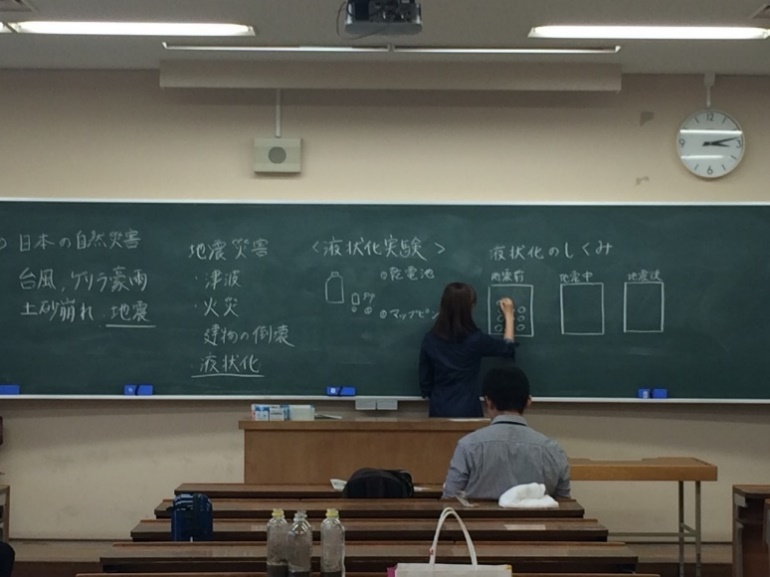 日本の自然災害
台風、ゲリラ豪雨
土砂崩れ、地震
地震災害
・津波
・火災
建物の倒壊
液状化
〈液状化実験〉
◎乾電池
◎マップピン
液状化のしくみ
地震前
地震中
地震後
12
3
9